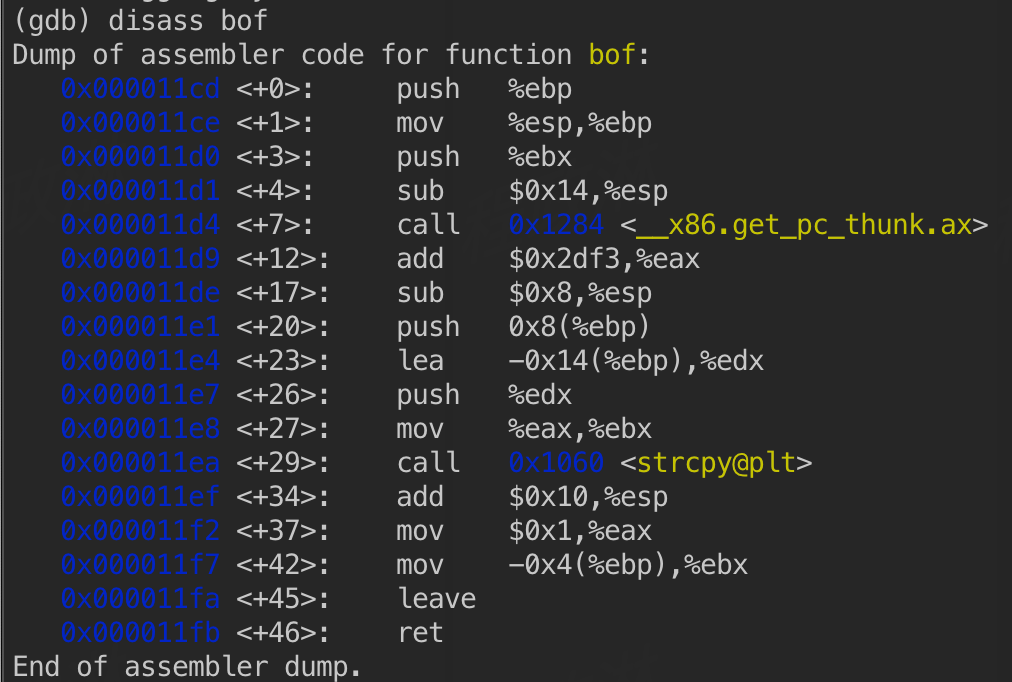 (gdb) disass bof
Dump of assembler code for function bof:
   0x000011cd <+0>:     push   %ebp
   0x000011ce <+1>:     mov    %esp,%ebp
   0x000011d0 <+3>:     push   %ebx
   0x000011d1 <+4>:     sub    $0x14,%esp
   0x000011d4 <+7>:     call   0x1284 <__x86.get_pc_thunk.ax>
   0x000011d9 <+12>:    add    $0x2df3,%eax
   0x000011de <+17>:    sub    $0x8,%esp
   0x000011e1 <+20>:    push   0x8(%ebp)
   0x000011e4 <+23>:    lea    -0x14(%ebp),%edx
   0x000011e7 <+26>:    push   %edx
   0x000011e8 <+27>:    mov    %eax,%ebx
   0x000011ea <+29>:    call   0x1060 <strcpy@plt>
   0x000011ef <+34>:    add    $0x10,%esp
   0x000011f2 <+37>:    mov    $0x1,%eax
   0x000011f7 <+42>:    mov    -0x4(%ebp),%ebx
   0x000011fa <+45>:    leave
   0x000011fb <+46>:    ret
End of assembler dump.